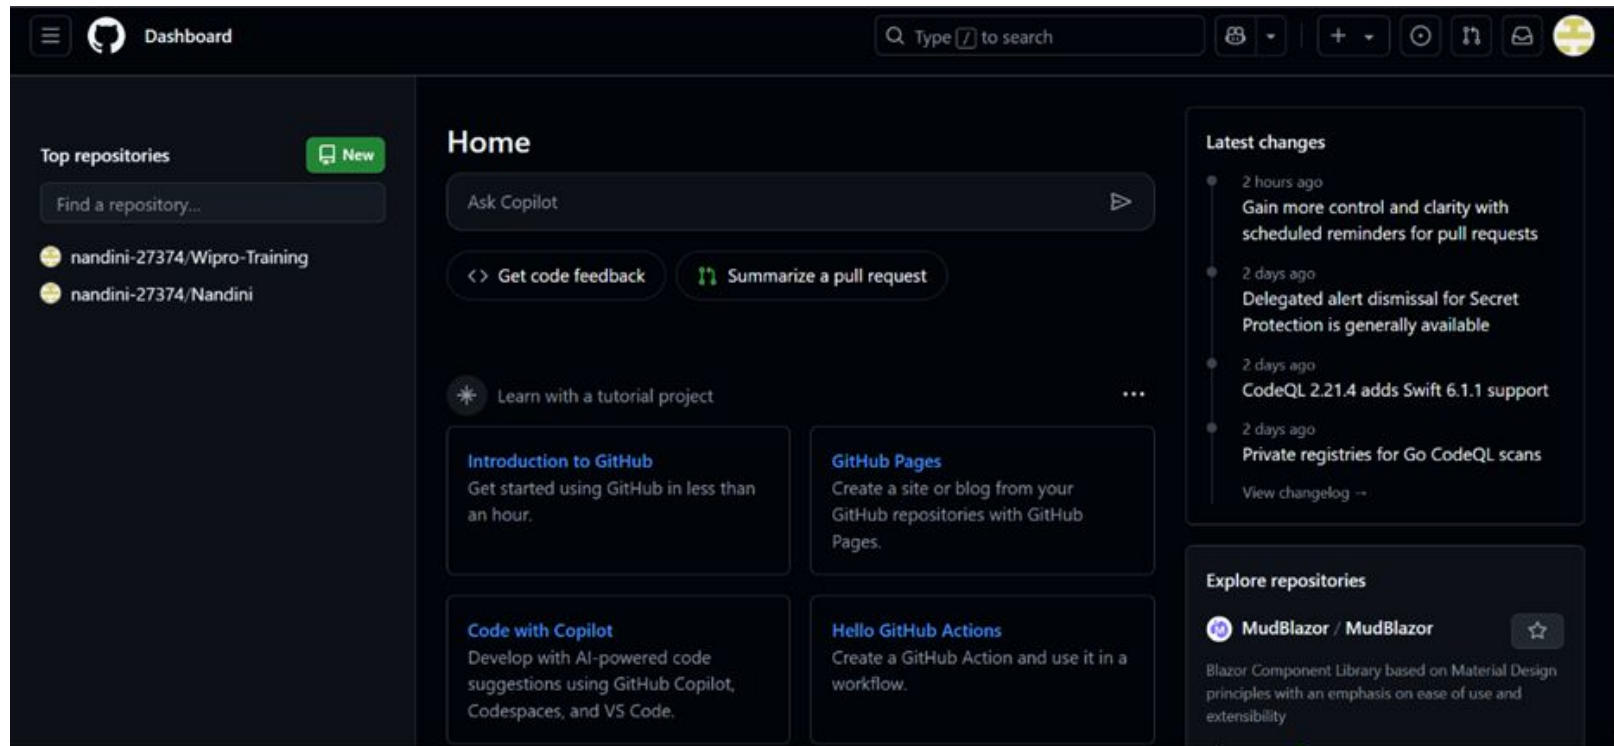 Dashboard
Type / to search
Top repositories
New
Find a repository...
nandini-27374/Wipro-Training
nandini-27374/Nandini
Home
Ask Copilot
<> Get code feedback
Summarize a pull request
Learn with a tutorial project
...
Introduction to GitHub
Get started using GitHub in less than
an hour.
GitHub Pages
Create a site or blog from your
GitHub repositories with GitHub
Pages.
Code with Copilot
Develop with AI-powered code
suggestions using GitHub Copilot,
Codespaces, and VS Code.
Hello GitHub Actions
Create a GitHub Action and use it in a
workflow.
Latest changes
2 hours ago
Gain more control and clarity with
scheduled reminders for pull requests
2 days ago
Delegated alert dismissal for Secret
Protection is generally available
2 days ago
CodeQL 2.21.4 adds Swift 6.1.1 support
2 days ago
Private registries for Go CodeQL scans
View changelog →
Explore repositories
MudBlazor / MudBlazor
Blazor Component Library based on Material Design
principles with an emphasis on ease of use and
extensibility